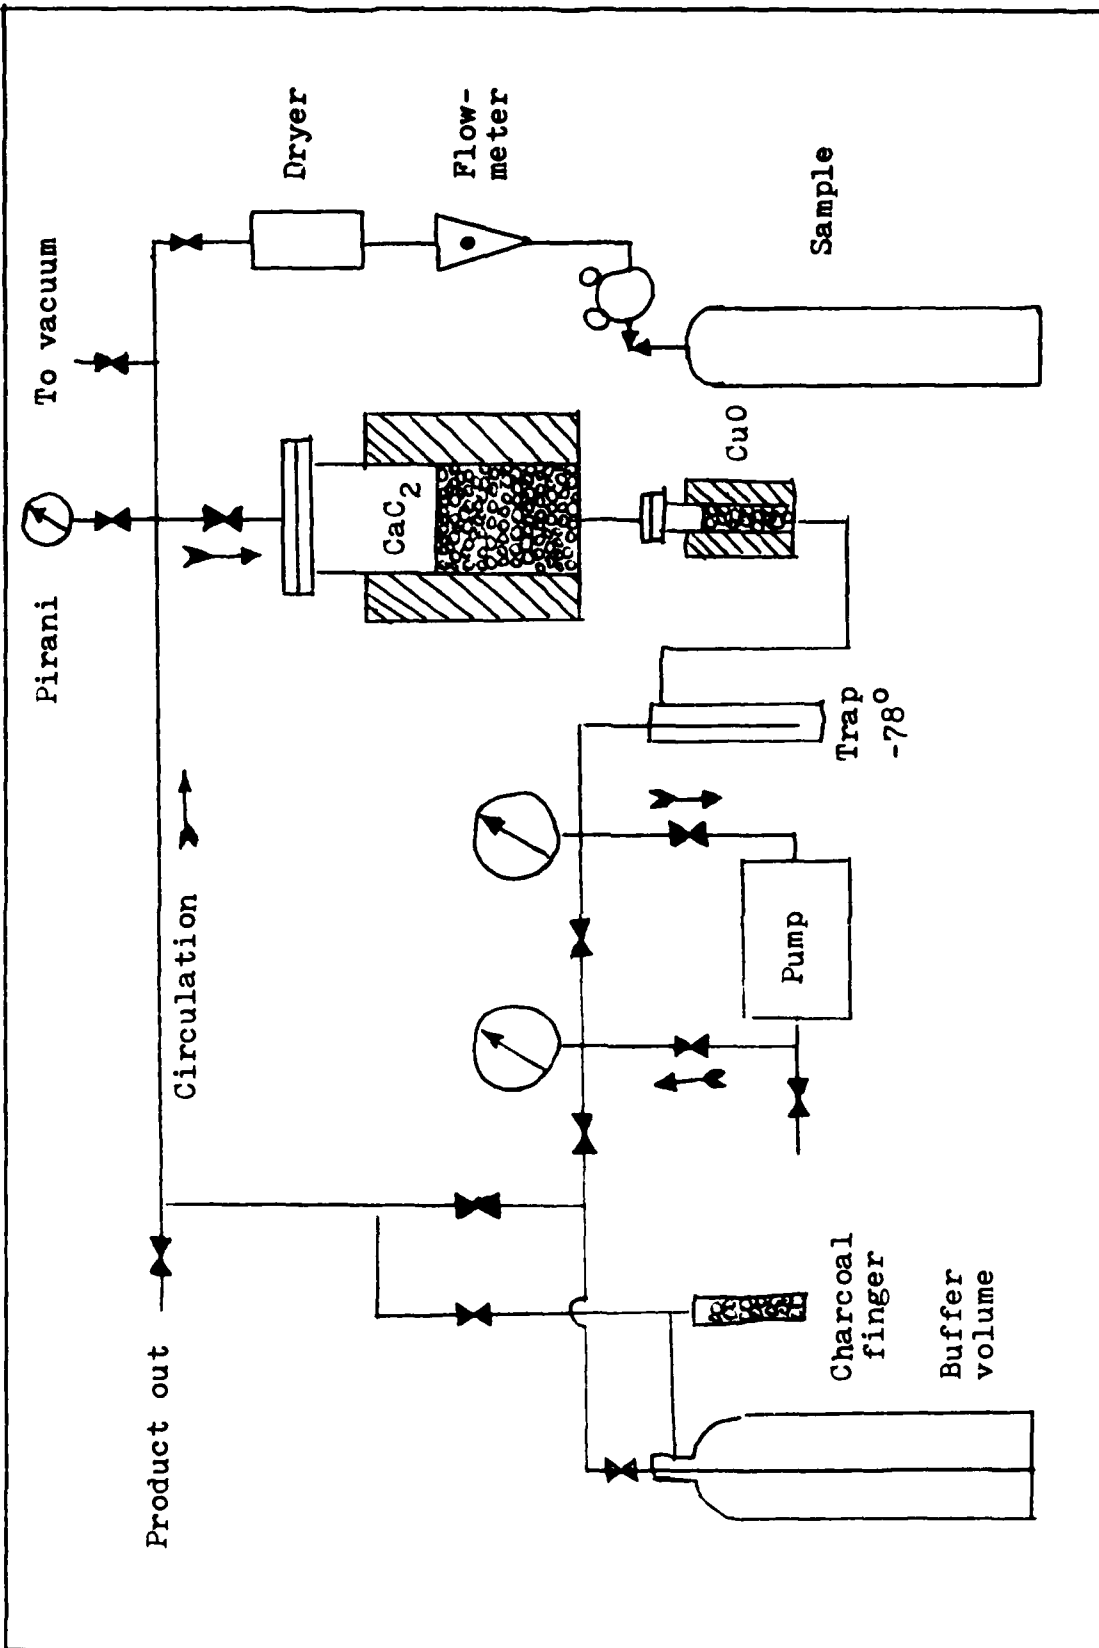 Product out
Circulation
Pirani
To vacuum
Dryer
Flow-
meter
Sample
CaC2
CuO
Trap
-78°
Pump
Charcoal
finger
Buffer
volume